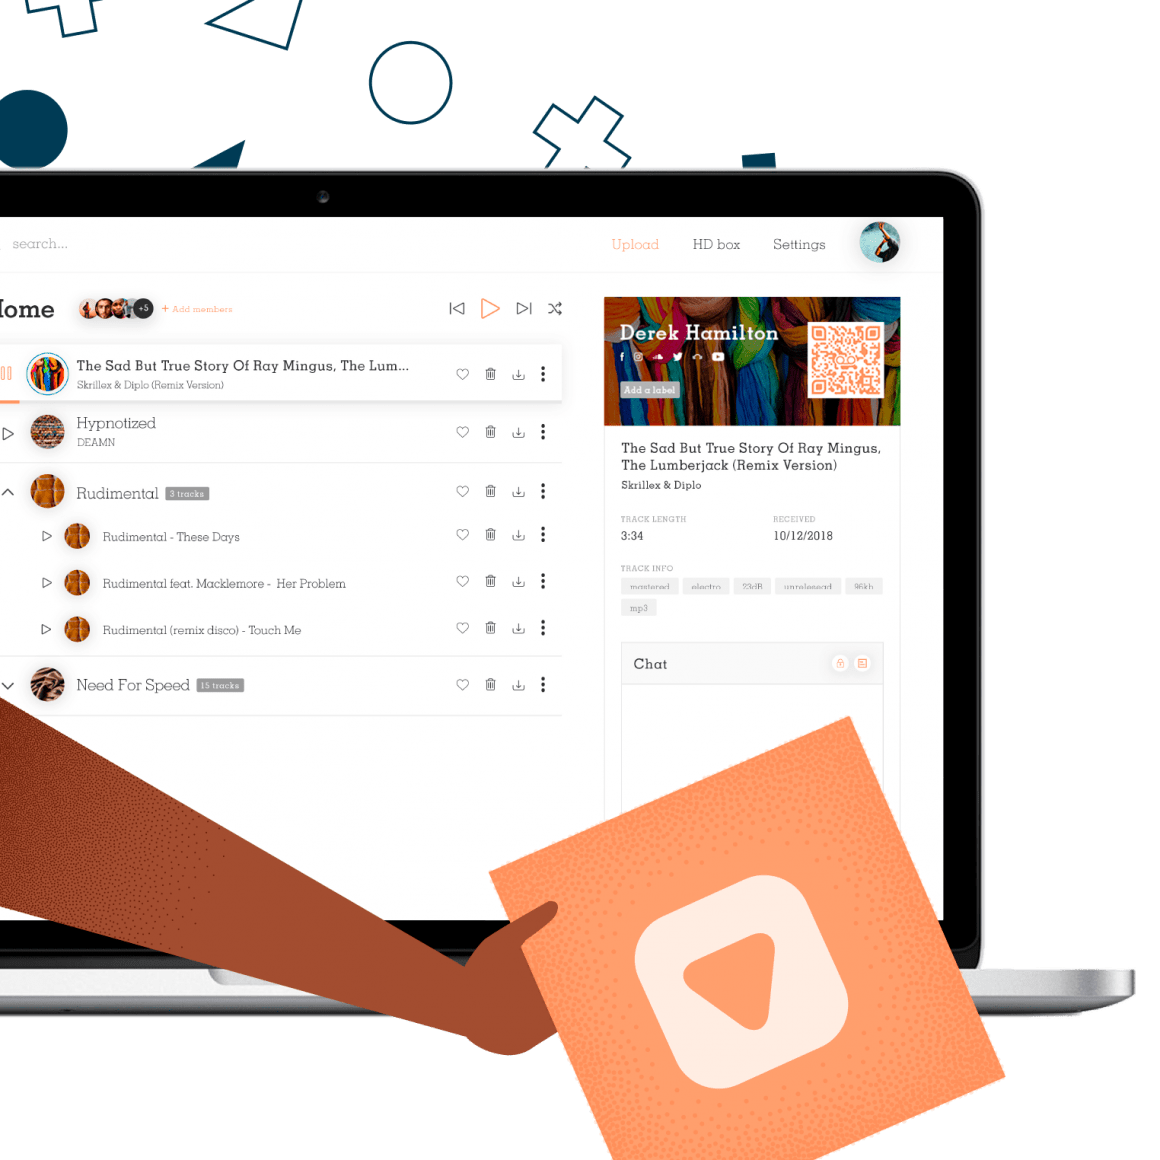 search...
Upload
HD box
Settings
ome
+5
+ Add members
The Sad But True Story Of Ray Mingus, The Lum...
Skrillex & Diplo (Remix Version)
Hypnotized
DEAMN
Rudimental 3 tracks
Rudimental - These Days
Rudimental feat. Macklemore - Her Problem
Rudimental (remix disco) - Touch Me
Need For Speed 15 tracks
Derek Hamilton
Add a label
The Sad But True Story Of Ray Mingus,
The Lumberjack (Remix Version)
Skrillex & Diplo
TRACK LENGTH
RECEIVED
3:34
10/12/2018
TRACK INFO
mastered
electro
23dB
unreleased
mp3
Chat